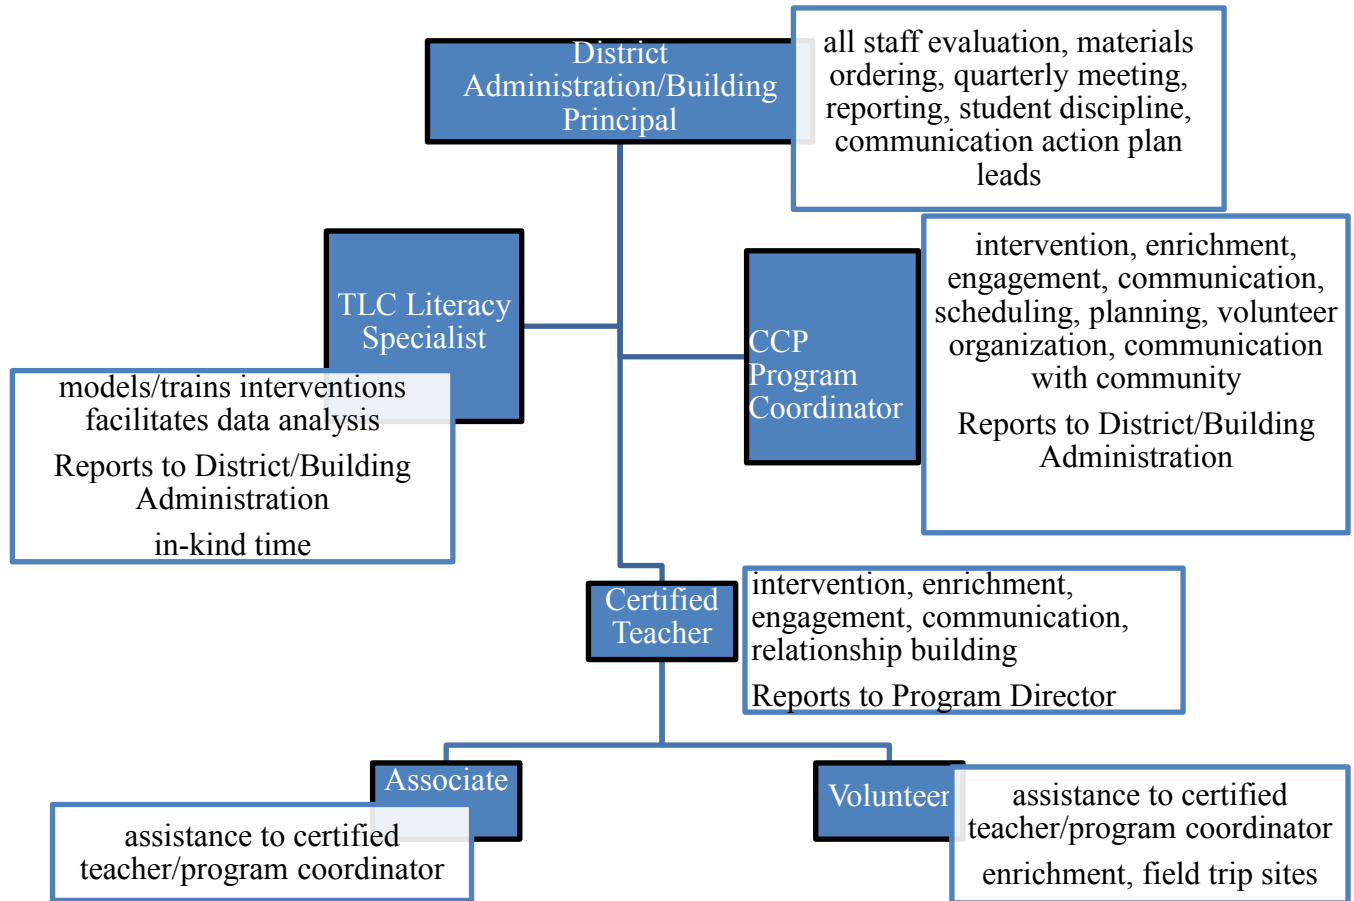 District
Administration/Building
Principal
all staff evaluation, materials
ordering, quarterly meeting,
reporting, student discipline,
communication action plan
leads
TLC Literacy
Specialist
models/trains interventions
facilitates data analysis
Reports to District/Building
Administration
in-kind time
CCP
Program
Coordinator
intervention, enrichment,
engagement, communication,
scheduling, planning, volunteer
organization, communication
with community
Reports to District/Building
Administration
Certified
Teacher
intervention, enrichment,
engagement, communication,
relationship building
Reports to Program Director
Associate
assistance to certified
teacher/program coordinator
Volunteer
assistance to certified
teacher/program coordinator
enrichment, field trip sites